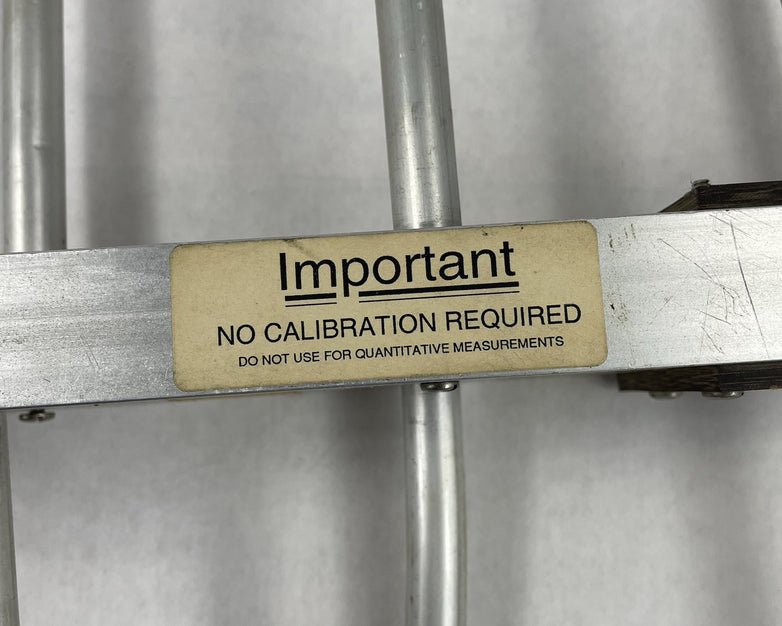 Important
NO CALIBRATION REQUIRED
DO NOT USE FOR QUANTITATIVE MEASUREMENTS